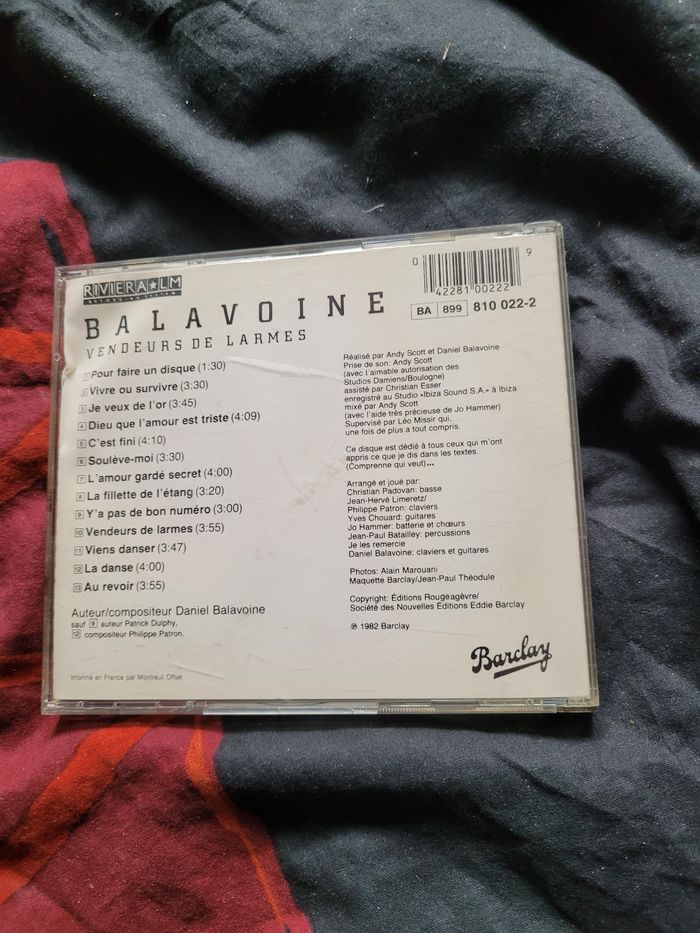 RIVIERA★LM
RECORDING SYSTEM
0 9
42281 00222
BA 899 810 022-2
BALAVOINE
VENDEURS DE LARMES
1 Pour faire un disque (1:30)
2 Vivre ou survivre (3:30)
3 Je veux de l'or (3:45)
4 Dieu que l'amour est triste (4:09)
5 C'est fini (4:10)
6 Soulève-moi (3:30)
7 L'amour gardé secret (4:00)
8 La fillette de l'étang (3:20)
9 Y'a pas de bon numéro (3:00)
10 Vendeurs de larmes (3:55)
11 Viens danser (3:47)
12 La danse (4:00)
13 Au revoir (3:55)
Auteur/compositeur Daniel Balavoine
sauf 9 auteur Patrick Dulphy,
12 compositeur Philippe Patron.
Imprimé en France par Montreuil Offset
Réalisé par Andy Scott et Daniel Balavoine
Prise de son: Andy Scott
(avec l'aimable autorisation des
Studios Damiens/Boulogne)
assisté par Christian Esser
enregistré au Studio «Ibiza Sound S.A.» à Ibiza
mixé par Andy Scott
(avec l'aide très précieuse de Jo Hammer)
Supervisé par Léo Missir qui,
une fois de plus a tout compris.
Ce disque est dédié à tous ceux qui m'ont
appris ce que je dis dans les textes.
(Comprenne qui veut)...
Arrangé et joué par:
Christian Padovan: basse
Jean-Hervé Limeretz/
Philippe Patron: claviers
Yves Chouard: guitares
Jo Hammer: batterie et chœurs
Jean-Paul Batailley: percussions
Je les remercie
Daniel Balavoine: claviers et guitares
Photos: Alain Marouani
Maquette Barclay/Jean-Paul Théodule
Copyright: Éditions Rougeagèvre/
Société des Nouvelles Éditions Eddie Barclay
℗ 1982 Barclay
Barclay